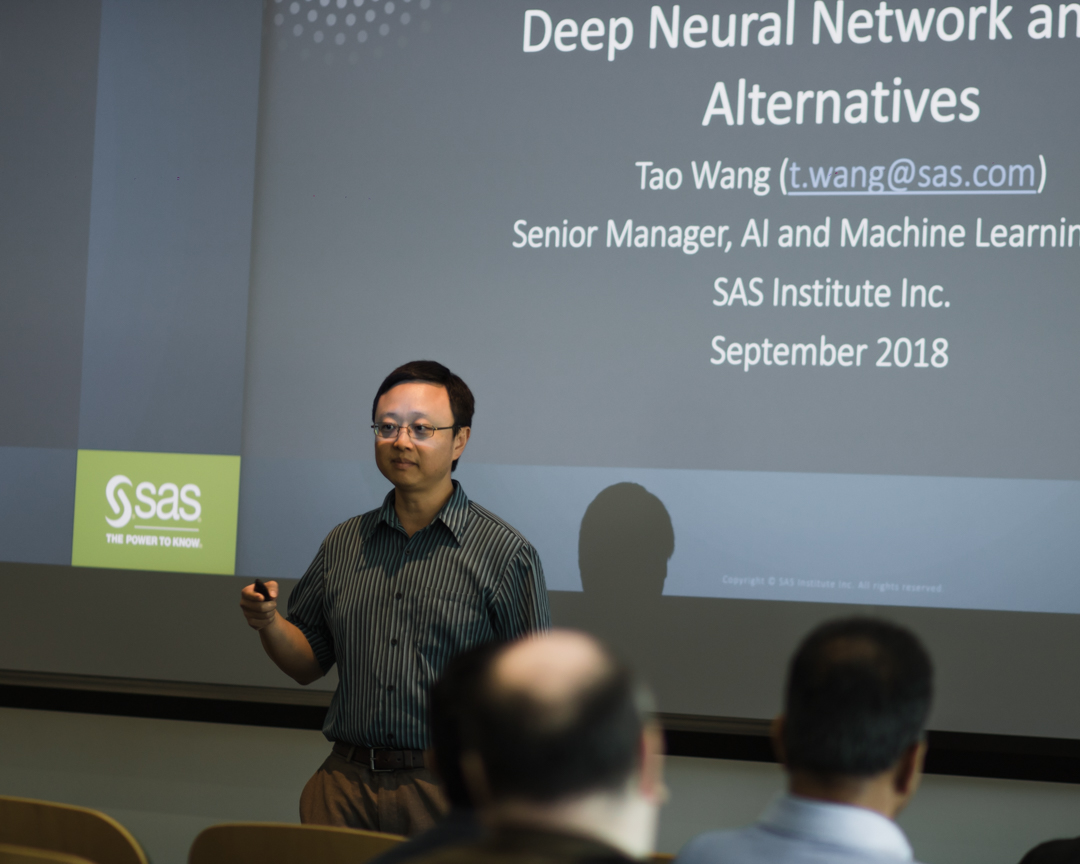 Deep Neural Network an
Alternatives
Tao Wang (t.wang@sas.com)
Senior Manager, AI and Machine Learnin
SAS Institute Inc.
September 2018
sas
THE POWER TO KNOW.
Copyright © SAS Institute Inc. All rights reserved.